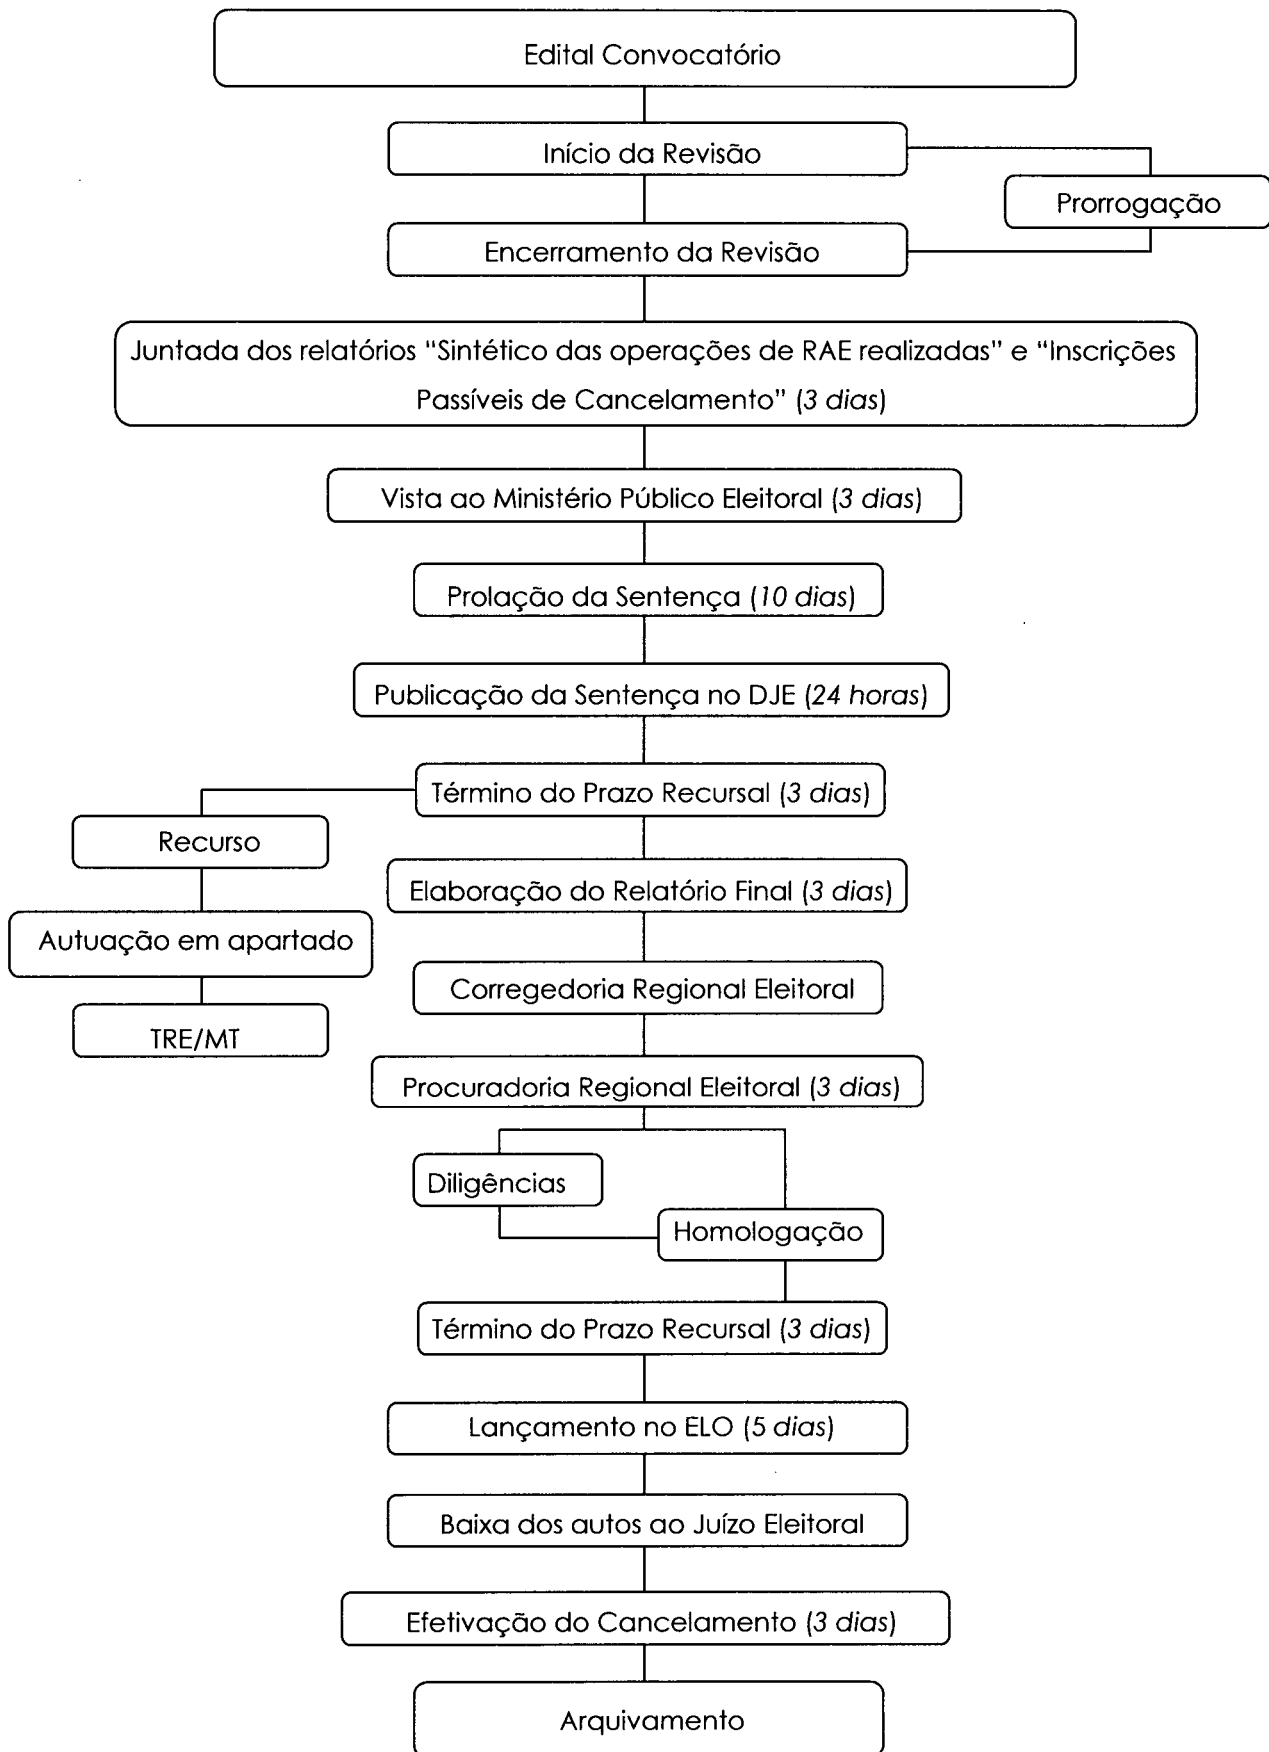 Edital Convocatório
Início da Revisão
Prorrogação
Encerramento da Revisão
Juntada dos relatórios “Sintético das operações de RAE realizadas” e “Inscrições
Passíveis de Cancelamento” (3 dias)
Vista ao Ministério Público Eleitoral (3 dias)
Prolação da Sentença (10 dias)
Publicação da Sentença no DJE (24 horas)
Término do Prazo Recursal (3 dias)
Recurso
Elaboração do Relatório Final (3 dias)
Autuação em apartado
Corregedoria Regional Eleitoral
TRE/MT
Procuradoria Regional Eleitoral (3 dias)
Diligências
Homologação
Término do Prazo Recursal (3 dias)
Lançamento no ELO (5 dias)
Baixa dos autos ao Juízo Eleitoral
Efetivação do Cancelamento (3 dias)
Arquivamento